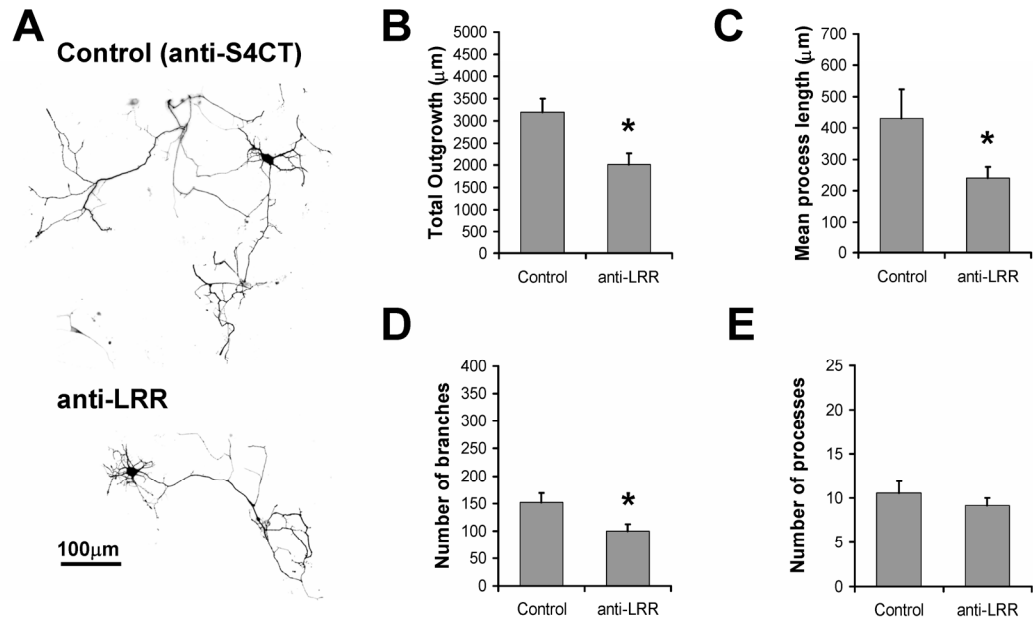 A
Control (anti-S4CT)
anti-LRR
100μm
B
Total Outgrowth (μm)
5000
4500
4000
3500
3000
2500
2000
1500
1000
500
0
*
Control
anti-LRR
C
Mean process length (μm)
700
600
500
400
300
200
100
0
*
Control
anti-LRR
D
Number of branches
400
350
300
250
200
150
100
50
0
*
Control
anti-LRR
E
Number of processes
25
20
15
10
5
0
Control
anti-LRR